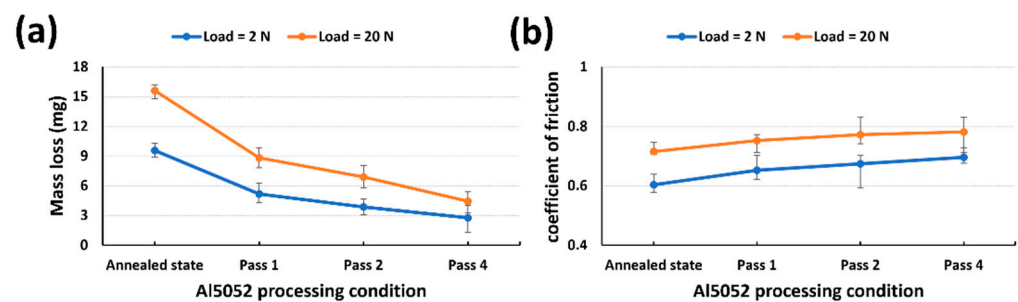 (a)
Load = 2 N
Load = 20 N
Mass loss (mg)
18
15
12
9
6
3
0
Annealed state
Pass 1
Pass 2
Pass 4
Al5052 processing condition
(b)
Load = 2 N
Load = 20 N
coefficient of friction
1
0.8
0.6
0.4
Annealed state
Pass 1
Pass 2
Pass 4
Al5052 processing condition